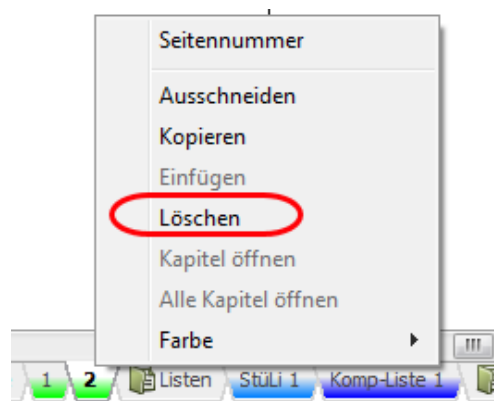 Seitennummer
Ausschneiden
Kopieren
Einfügen
Löschen
Kapitel öffnen
Alle Kapitel öffnen
Farbe
1 2 Listen StüLi 1 Komp-Liste 1